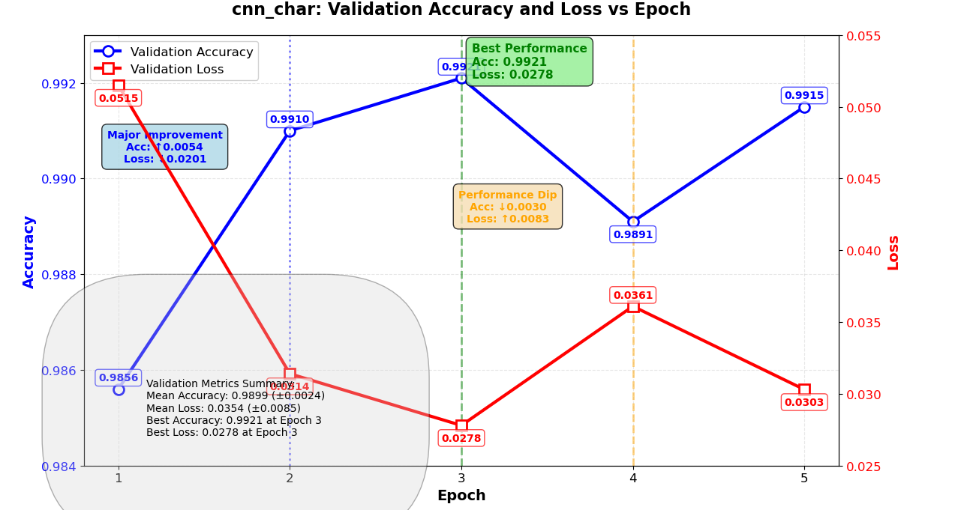 cnn_char: Validation Accuracy and Loss vs Epoch
Validation Accuracy
Validation Loss
Best Performance
Acc: 0.9921
Loss: 0.0278
Major Improvement
Acc: ↑0.0054
Loss: ↓0.0201
Performance Dip
Acc: ↓0.0030
Loss: ↑0.0083
0.9856
0.9910
0.9921
0.9891
0.9915
0.0515
0.0314
0.0278
0.0361
0.0303
Validation Metrics Summary:
Mean Accuracy: 0.9899 (±0.0024)
Mean Loss: 0.0354 (±0.0085)
Best Accuracy: 0.9921 at Epoch 3
Best Loss: 0.0278 at Epoch 3
Accuracy
0.992
0.990
0.988
0.986
0.984
Loss
0.055
0.050
0.045
0.040
0.035
0.030
0.025
1
2
3
4
5
Epoch